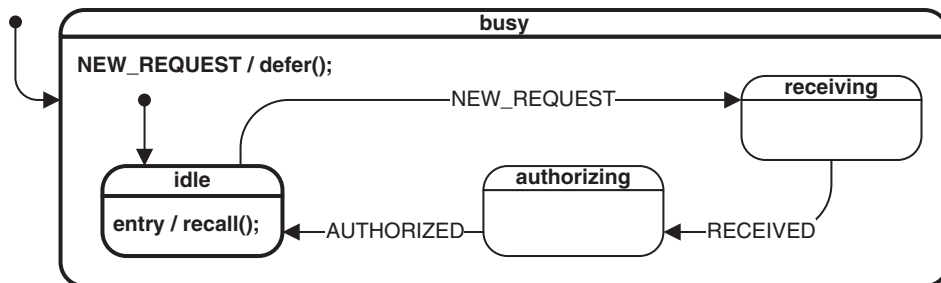 busy
NEW_REQUEST / defer();
NEW_REQUEST
receiving
idle
entry / recall();
authorizing
AUTHORIZED
RECEIVED